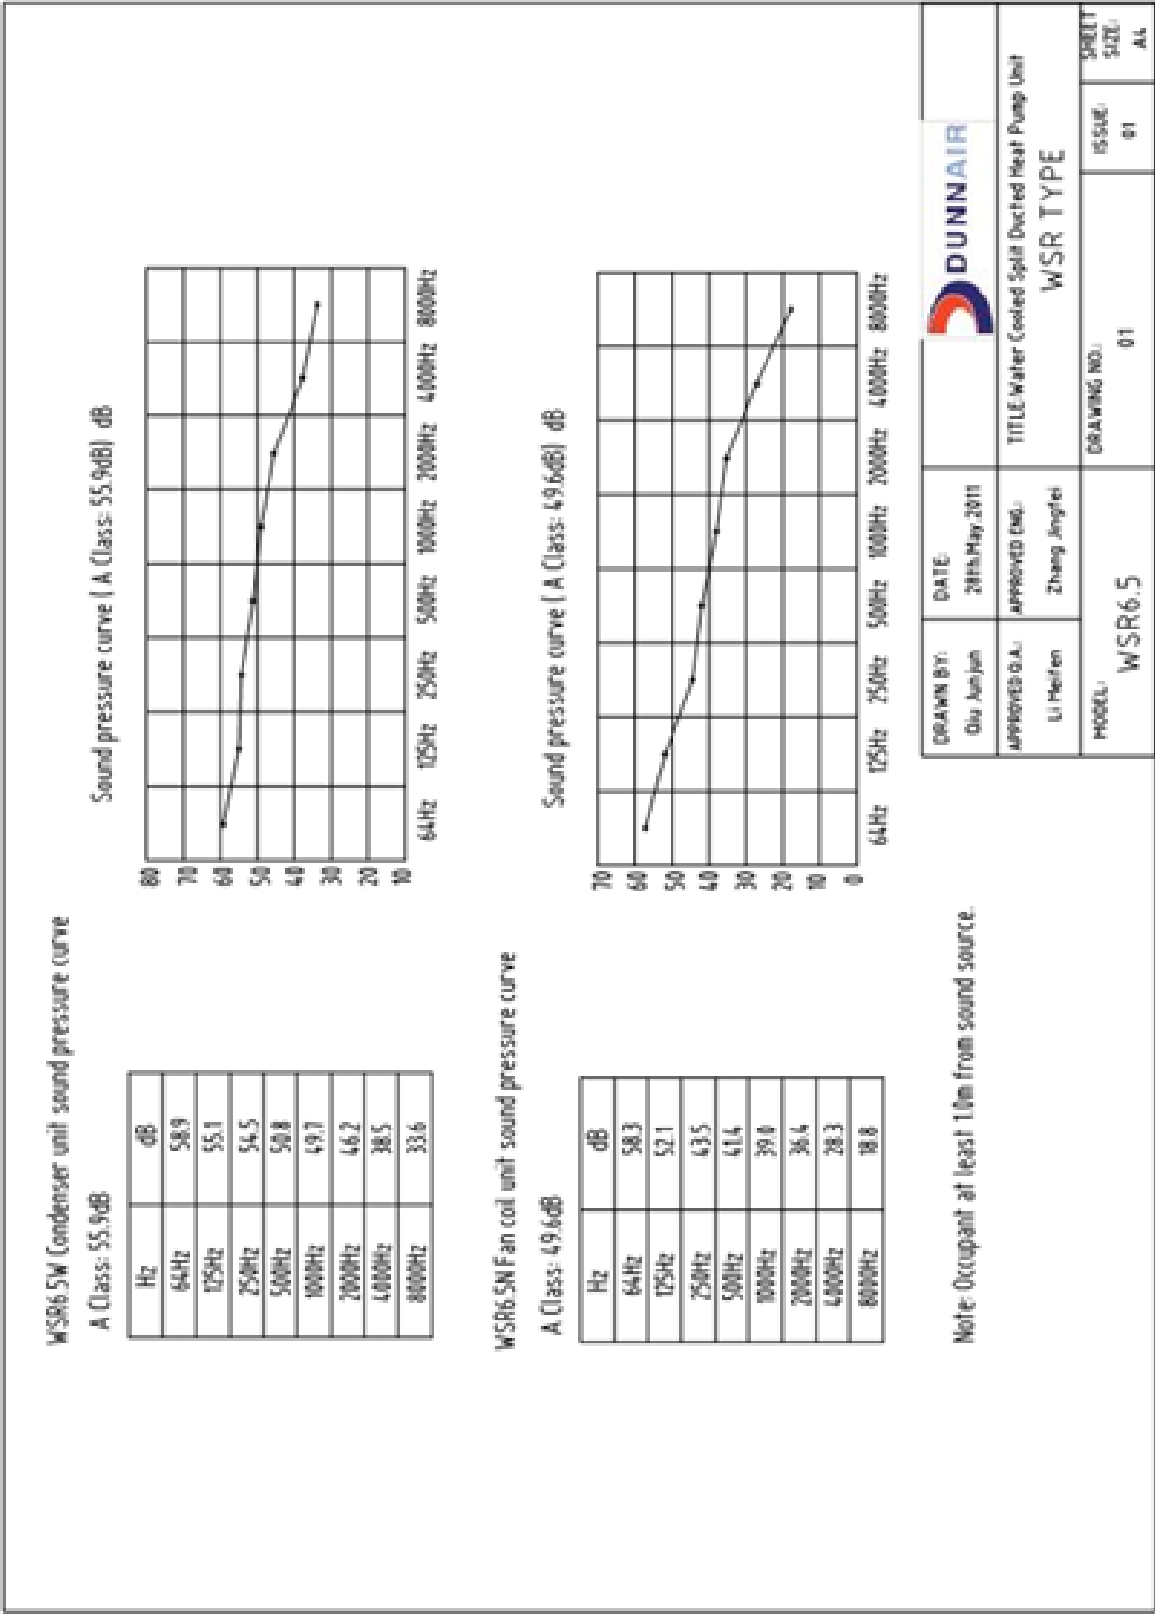 WSR6.5W Condenser unit sound pressure curve
A Class: 55.9dB
Hz dB
64Hz 58.9
125Hz 55.1
250Hz 54.5
500Hz 50.8
1000Hz 49.7
2000Hz 46.2
4000Hz 38.5
8000Hz 33.6
Sound pressure curve ( A Class: 55.9dB) dB
80
70
60
50
40
30
20
10
64Hz 125Hz 250Hz 500Hz 1000Hz 2000Hz 4000Hz 8000Hz
WSR6.5N Fan coil unit sound pressure curve
A Class: 49.6dB
Hz dB
64Hz 58.3
125Hz 52.1
250Hz 43.5
500Hz 41.4
1000Hz 39.0
2000Hz 36.4
4000Hz 28.3
8000Hz 18.8
Sound pressure curve ( A Class: 49.6dB) dB
70
60
50
40
30
20
10
0
64Hz 125Hz 250Hz 500Hz 1000Hz 2000Hz 4000Hz 8000Hz
Note: Occupant at least 1.0m from sound source.
DRAWN BY:
Qiu Junjun
DATE:
28th.May.2011
DUNNAIR
APPROVED Q.A.:
Li Meifen
APPROVED ENG.:
Zhang Jingfei
TITLE:Water Cooled Split Ducted Heat Pump Unit
WSR TYPE
MODEL:
WSR6.5
DRAWING NO.:
01
ISSUE:
01
SHEET
SIZE:
A4